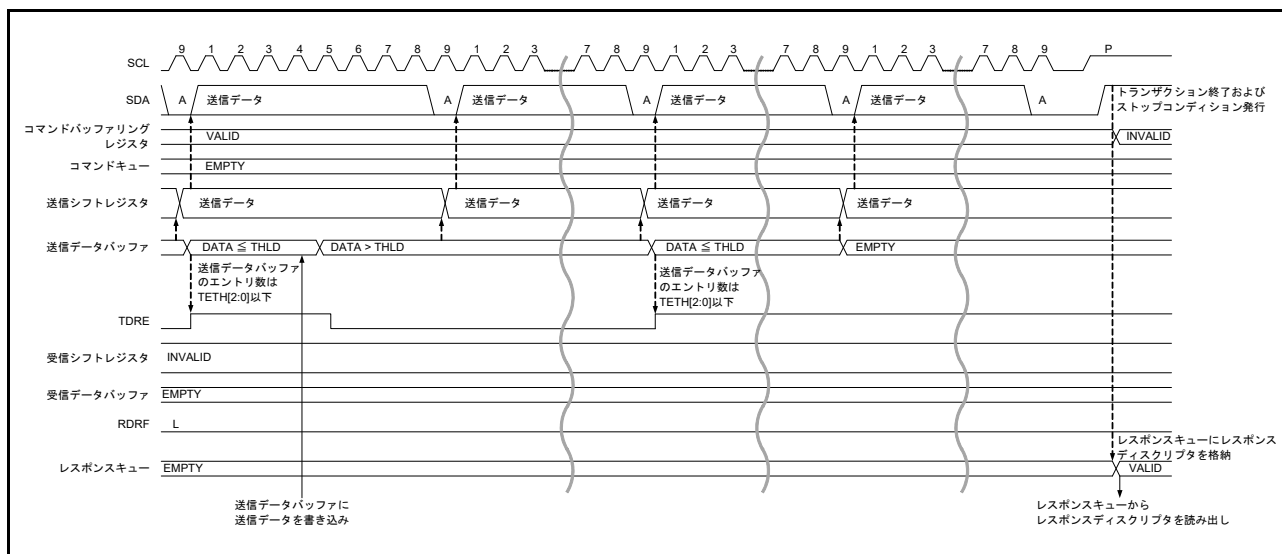 9 1 2 3 4 5 6 7 8 9 1 2 3 7 8 9 1 2 3 7 8 9 1 2 3 7 8 9 P
SCL
SDA
A 送信データ A 送信データ A 送信データ A 送信データ A
トランザクション終了および
ストップコンディション発行
コマンドバッファリング
レジスタ
VALID
INVALID
コマンドキュー
EMPTY
送信シフトレジスタ
送信データ 送信データ 送信データ 送信データ
送信データバッファ
DATA ≦ THLD DATA > THLD DATA ≦ THLD EMPTY
送信データバッファ
のエントリ数は
TETH[2:0]以下
送信データバッファ
のエントリ数は
TETH[2:0]以下
TDRE
受信シフトレジスタ
INVALID
受信データバッファ
EMPTY
RDRF
L
レスポンスキューにレスポンス
ディスクリプタを格納
レスポンスキュー
EMPTY
VALID
送信データバッファに
送信データを書き込み
レスポンスキューから
レスポンスディスクリプタを読み出し